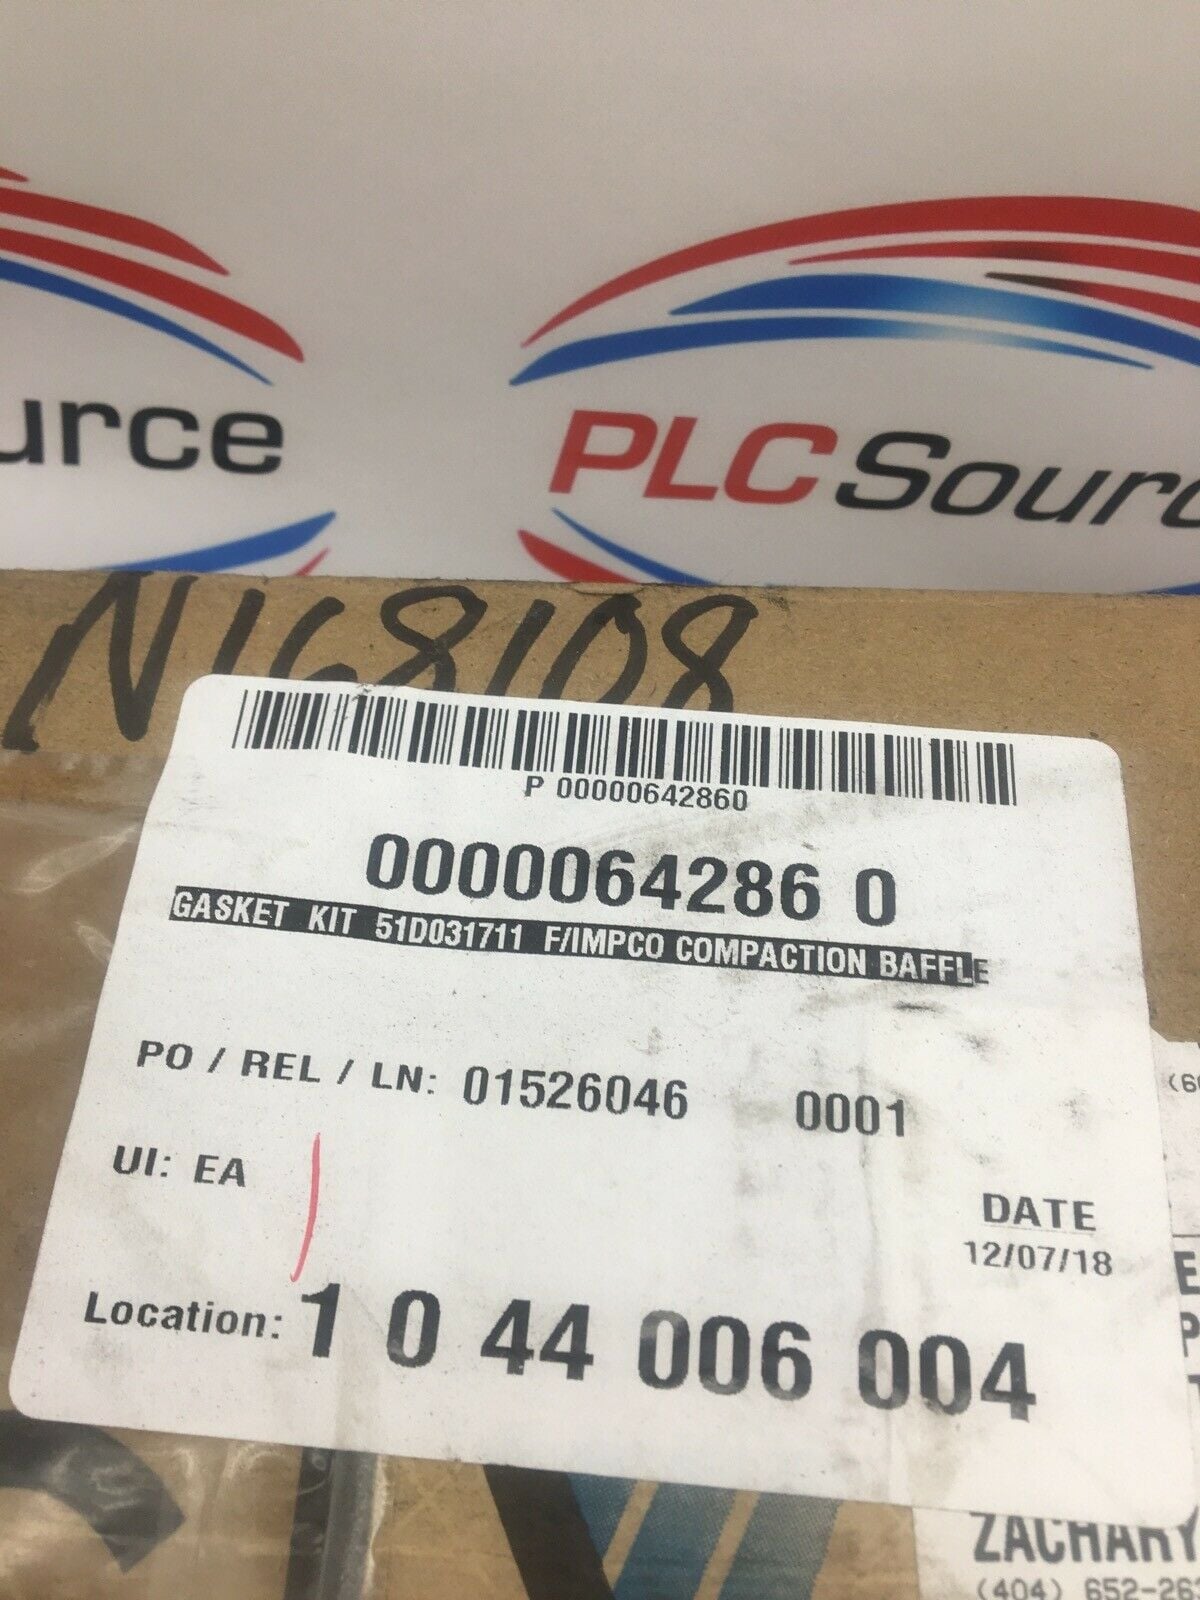 urce
PLC Source
N168108
P 00000642860
0000064286 0
GASKET KIT 51D031711 F/IMPCO COMPACTION BAFFLE
PO / REL / LN: 01526046 0001
UI: EA
DATE
12/07/18
Location: 1 0 44 006 004
ZACHARY
(404) 652-26